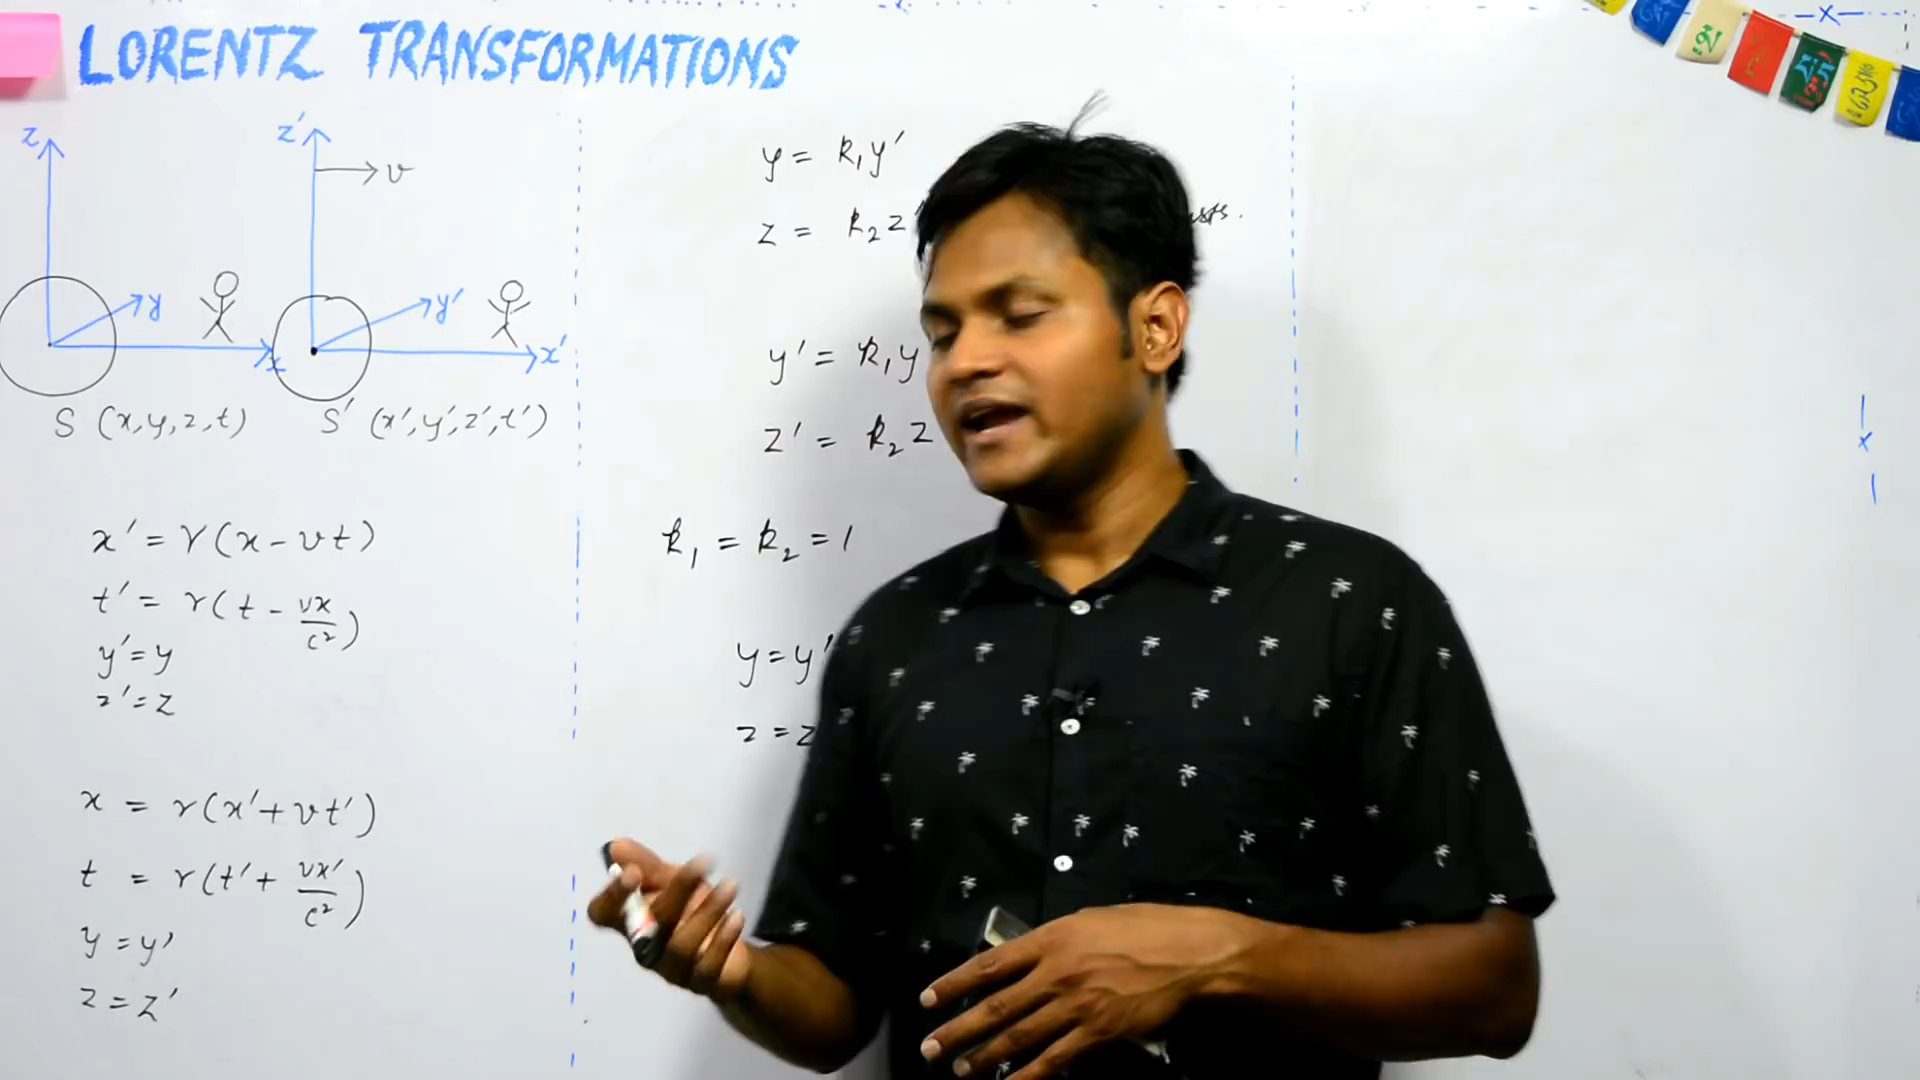 LORENTZ TRANSFORMATIONS
z
z'
v
y
y'
x
x'
S (x,y,z,t)
S' (x',y',z',t')
x' = γ(x - vt)
t' = γ(t - vx/c²)
y' = y
z' = z
x = γ(x' + vt')
t = γ(t' + vx'/c²)
y = y'
z = z'
y = k₁y'
z = k₂z
y' = k₁y
z' = k₂z
k₁ = k₂ = 1
y = y'
z = z
x
x